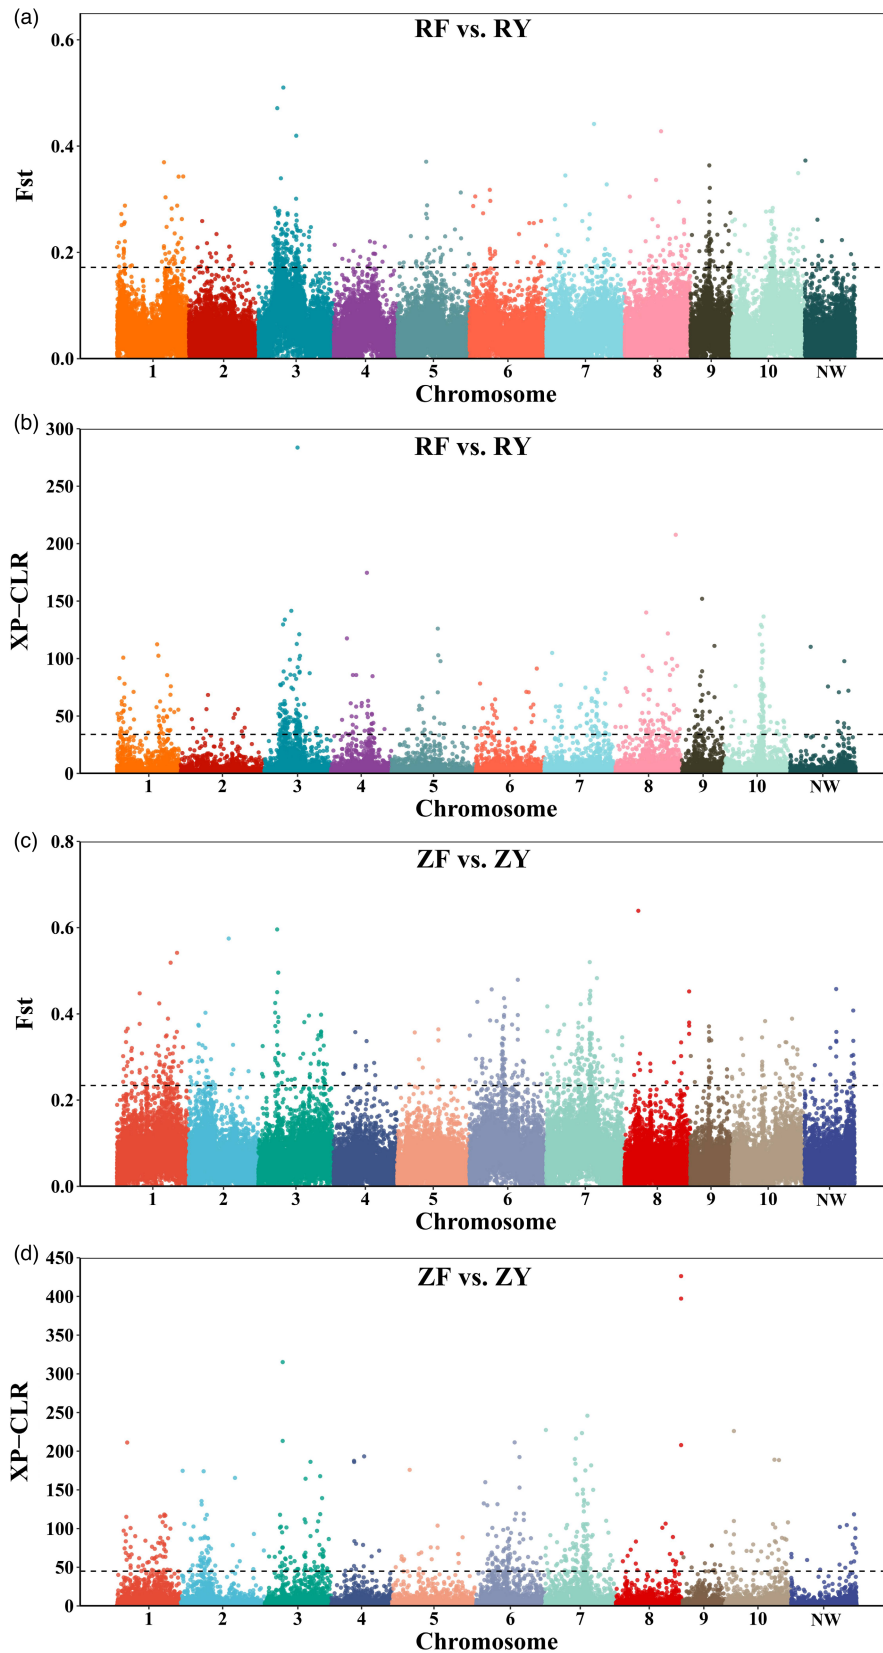 (a)
RF vs. RY
0.6
0.4
0.2
0.0
Fst
1 2 3 4 5 6 7 8 9 10 NW
Chromosome
(b)
RF vs. RY
300
250
200
150
100
50
0
XP−CLR
1 2 3 4 5 6 7 8 9 10 NW
Chromosome
(c)
ZF vs. ZY
0.8
0.6
0.4
0.2
0.0
Fst
1 2 3 4 5 6 7 8 9 10 NW
Chromosome
(d)
ZF vs. ZY
450
400
350
300
250
200
150
100
50
0
XP−CLR
1 2 3 4 5 6 7 8 9 10 NW
Chromosome